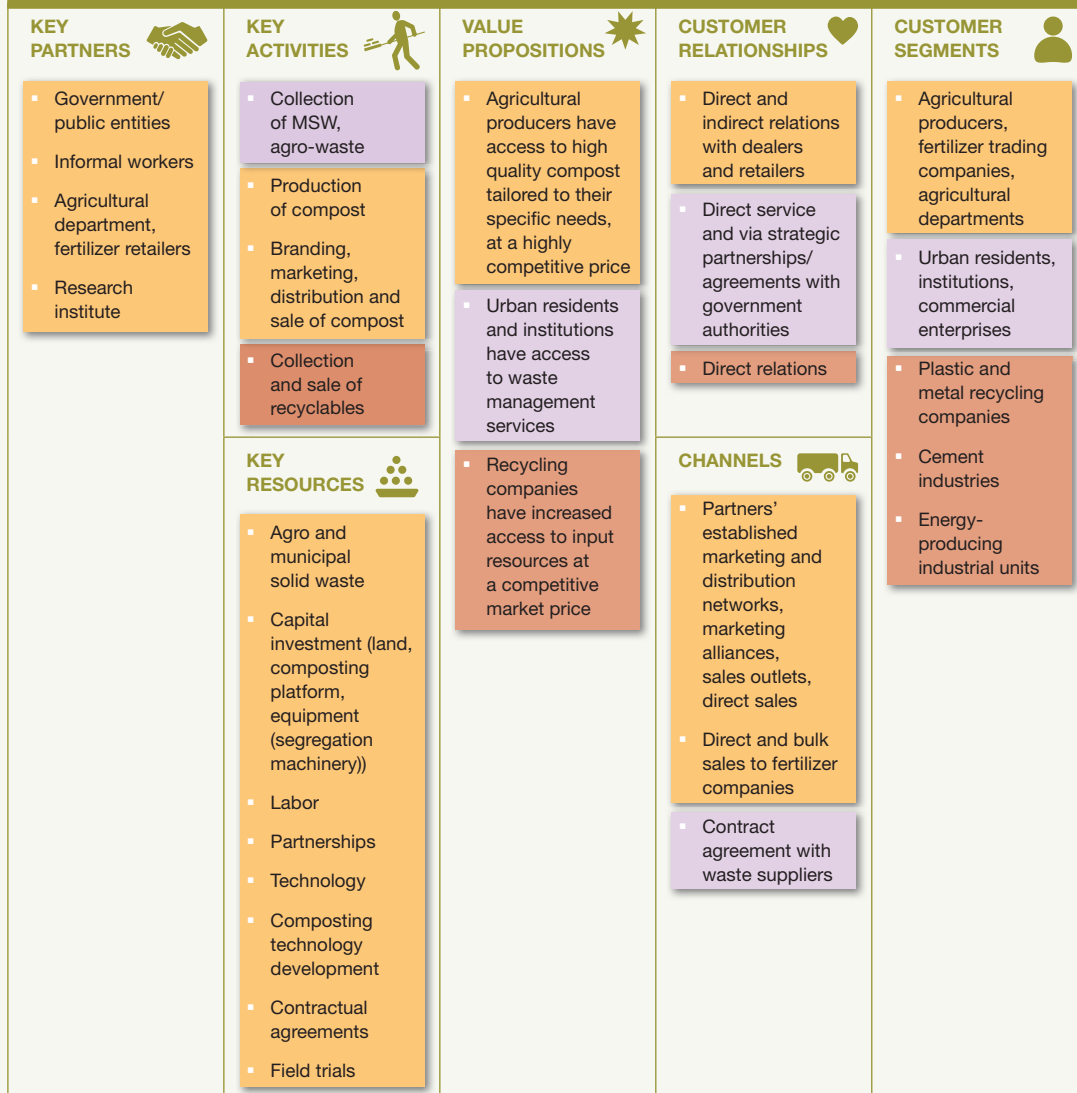 KEY
PARTNERS
Government/
public entities
Informal workers
Agricultural
department,
fertilizer retailers
Research
institute
KEY
ACTIVITIES
Collection
of MSW,
agro-waste
Production
of compost
Branding,
marketing,
distribution and
sale of compost
Collection
and sale of
recyclables
KEY
RESOURCES
Agro and
municipal
solid waste
Capital
investment (land,
composting
platform,
equipment
(segregation
machinery))
Labor
Partnerships
Technology
Composting
technology
development
Contractual
agreements
Field trials
VALUE
PROPOSITIONS
Agricultural
producers have
access to high
quality compost
tailored to their
specific needs,
at a highly
competitive price
Urban residents
and institutions
have access
to waste
management
services
Recycling
companies
have increased
access to input
resources at
a competitive
market price
CUSTOMER
RELATIONSHIPS
Direct and
indirect relations
with dealers
and retailers
Direct service
and via strategic
partnerships/
agreements with
government
authorities
Direct relations
CHANNELS
Partners’
established
marketing and
distribution
networks,
marketing
alliances,
sales outlets,
direct sales
Direct and bulk
sales to fertilizer
companies
Contract
agreement with
waste suppliers
CUSTOMER
SEGMENTS
Agricultural
producers,
fertilizer trading
companies,
agricultural
departments
Urban residents,
institutions,
commercial
enterprises
Plastic and
metal recycling
companies
Cement
industries
Energy-
producing
industrial units